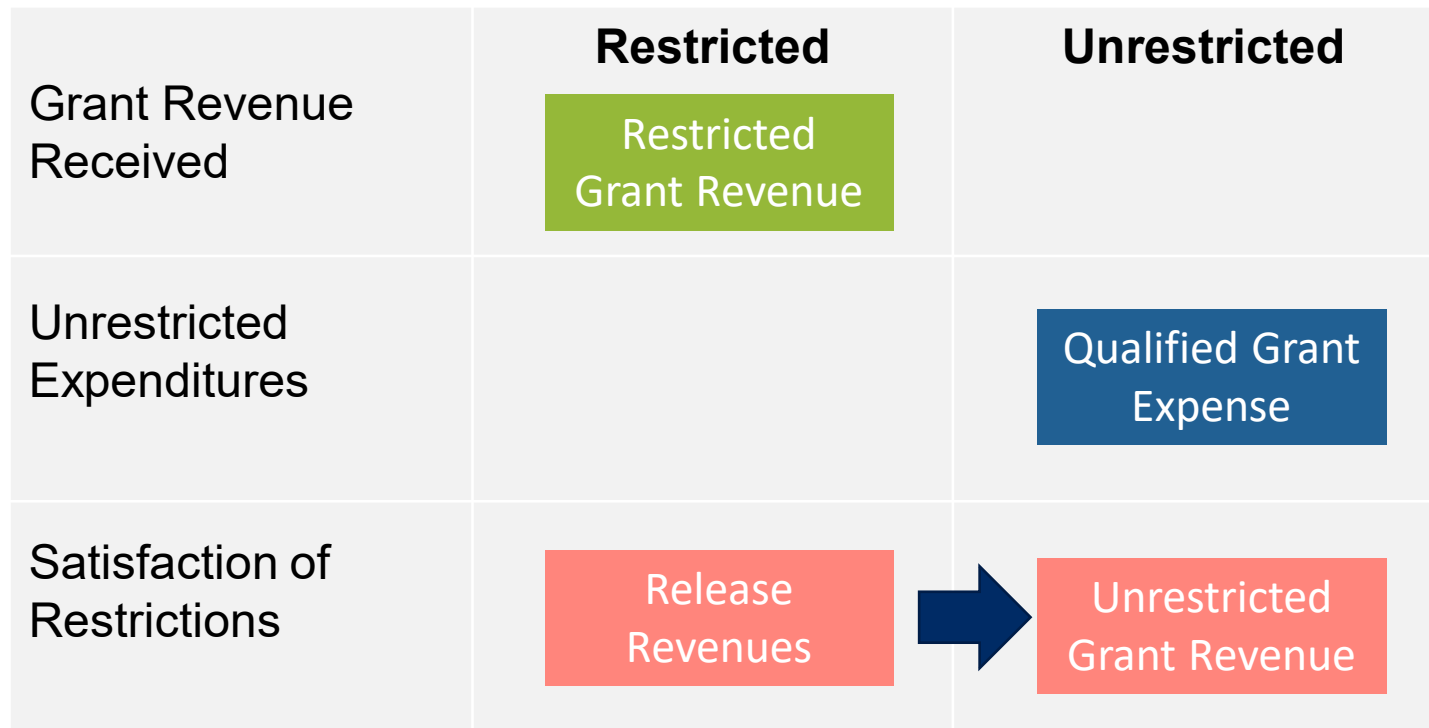 Restricted
Unrestricted
Grant Revenue
Received
Restricted
Grant Revenue
Unrestricted
Expenditures
Qualified Grant
Expense
Satisfaction of
Restrictions
Release
Revenues
Unrestricted
Grant Revenue